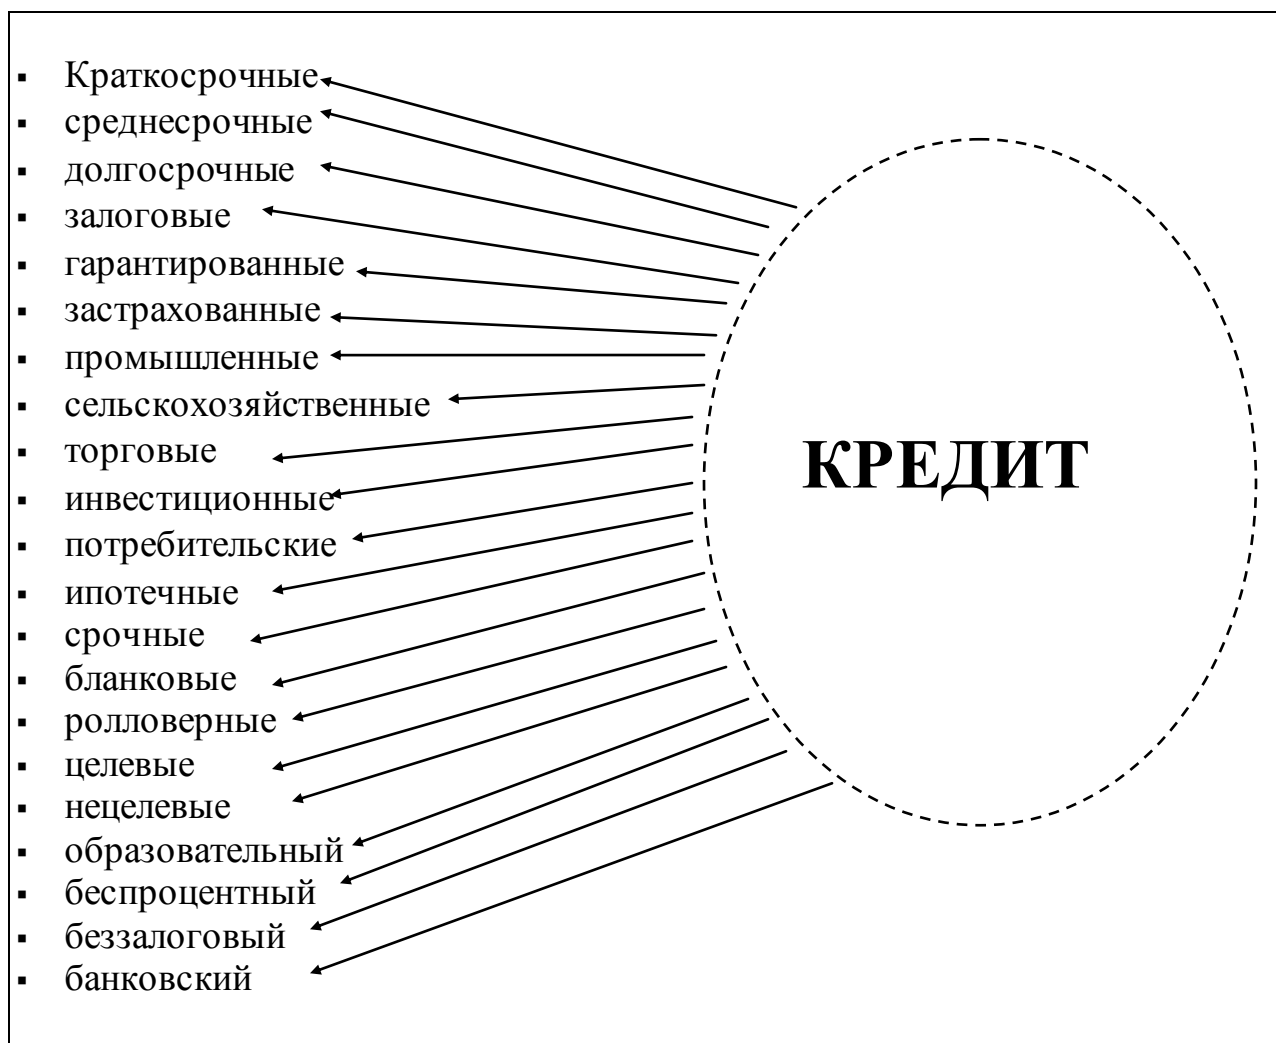 ▪ Краткосрочные
▪ среднесрочные
▪ долгосрочные
▪ залоговые
▪ гарантированные
▪ застрахованные
▪ промышленные
▪ сельскохозяйственные
▪ торговые
▪ инвестиционные
▪ потребительские
▪ ипотечные
▪ срочные
▪ бланковые
▪ ролловерные
▪ целевые
▪ нецелевые
▪ образовательный
▪ беспроцентный
▪ беззалоговый
▪ банковский
КРЕДИТ